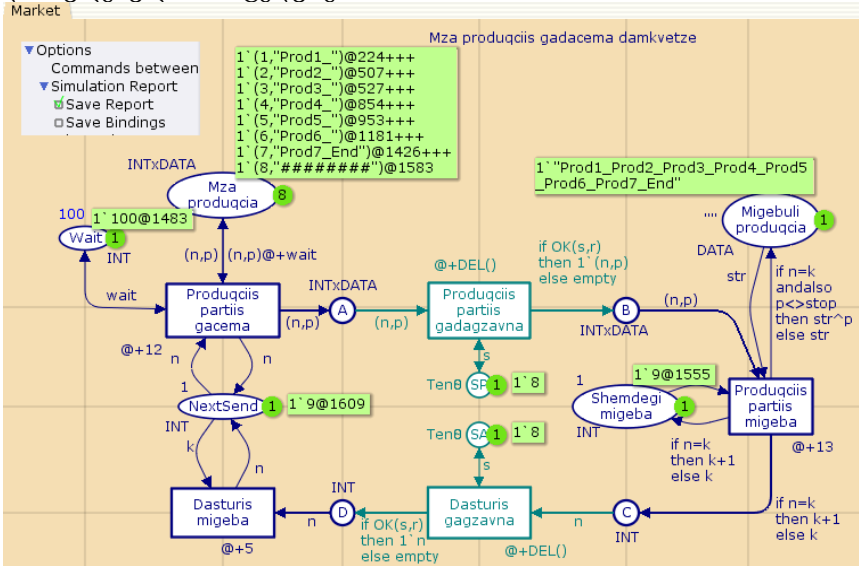 Market
Mza produqciis gadacema damkvetze
Options
Commands between
Simulation Report
Save Report
Save Bindings
1`(1,"Prod1_")@224+++
1`(2,"Prod2_")@507+++
1`(3,"Prod3_")@527+++
1`(4,"Prod4_")@854+++
1`(5,"Prod5_")@953+++
1`(6,"Prod6_")@1181+++
1`(7,"Prod7_End")@1426+++
1`(8,"########")@1583
INTxDATA
Mza
produqcia
8
1`"Prod1_Prod2_Prod3_Prod4_Prod5
_Prod6_Prod7_End"
100
1`100@1483
Wait
1
INT
""
Migebuli
produqcia
1
DATA
(n,p)
(n,p)@+wait
wait
@+DEL()
if OK(s,r)
then 1`(n,p)
else empty
str
if n=k
andalso
p<>stop
then str^p
else str
Produqciis
partiis
gacema
@+12
(n,p)
INTxDATA
A
(n,p)
Produqciis
partiis
gadagzavna
B
INTxDATA
(n,p)
n
n
s
Ten0
SP
1
1`8
1
NextSend
1
1`9@1609
INT
1
1`9@1555
Shemdegi
migeba
1
INT
Produqciis
partiis
migeba
@+13
if n=k
then k+1
else k
Ten0
SA
1
1`8
s
k
n
Dasturis
migeba
@+5
n
INT
D
if OK(s,r)
then 1`n
else empty
Dasturis
gagzavna
@+DEL()
n
C
INT
if n=k
then k+1
else k